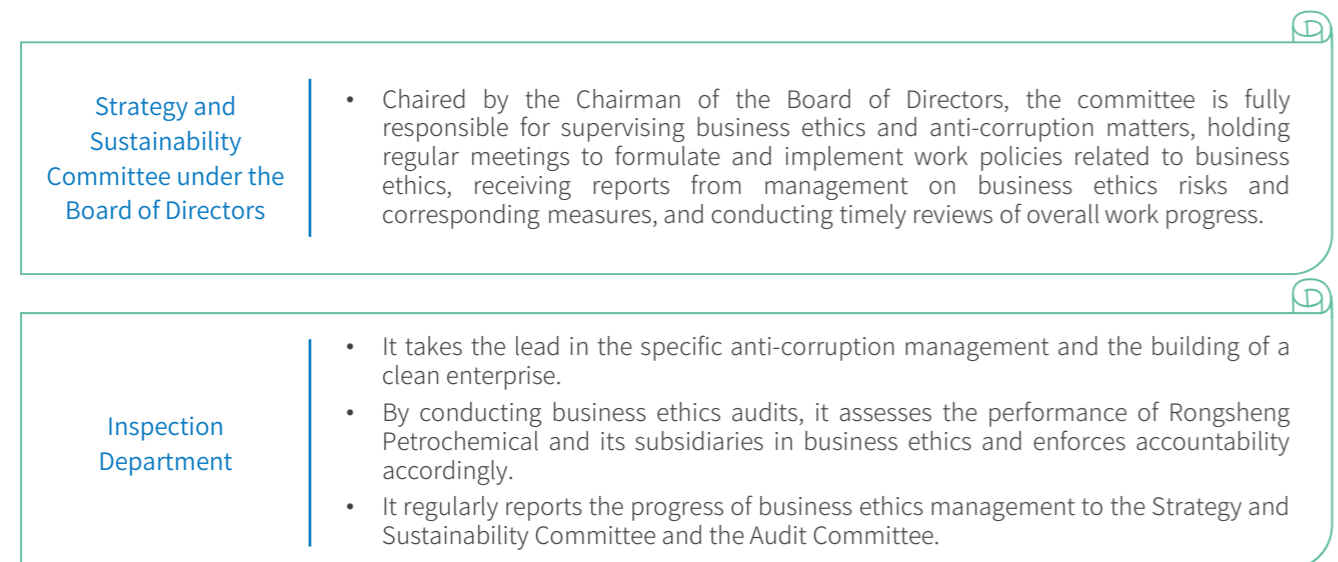 Strategy and
Sustainability
Committee under the
Board of Directors
• Chaired by the Chairman of the Board of Directors, the committee is fully
responsible for supervising business ethics and anti-corruption matters, holding
regular meetings to formulate and implement work policies related to business
ethics, receiving reports from management on business ethics risks and
corresponding measures, and conducting timely reviews of overall work progress.
Inspection
Department
• It takes the lead in the specific anti-corruption management and the building of a
clean enterprise.
• By conducting business ethics audits, it assesses the performance of Rongsheng
Petrochemical and its subsidiaries in business ethics and enforces accountability
accordingly.
• It regularly reports the progress of business ethics management to the Strategy and
Sustainability Committee and the Audit Committee.